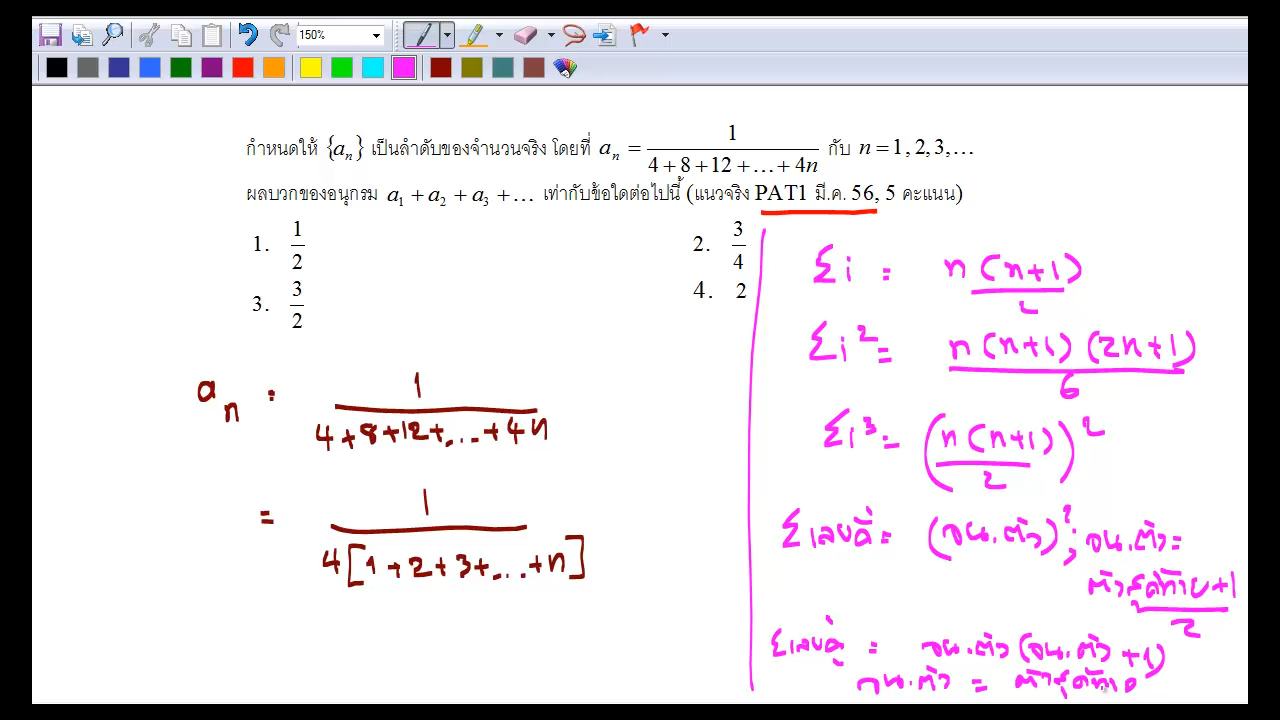 150%
กำหนดให้ {aₙ} เป็นลำดับของจำนวนจริง โดยที่ aₙ = 1/(4+8+12+…+4n) กับ n = 1, 2, 3,…
ผลบวกของอนุกรม a₁ + a₂ + a₃ + … เท่ากับข้อใดต่อไปนี้ (แนวจริง PAT1 มี.ค. 56, 5 คะแนน)
1. 1/2
2. 3/4
3. 3/2
4. 2
aₙ = 1/(4+8+12+...+4n)
= 1/(4[1+2+3+...+n])
Σi = n(n+1)/2
Σi² = n(n+1)(2n+1)/6
Σi³ = (n(n+1)/2)²
Σเลขคี่ = (จน.ตัว)²; จน.ตัว =
ตัวสุดท้าย+1/2
Σเลขคู่ = จน.ตัว(จน.ตัว+1)
จน.ตัว =